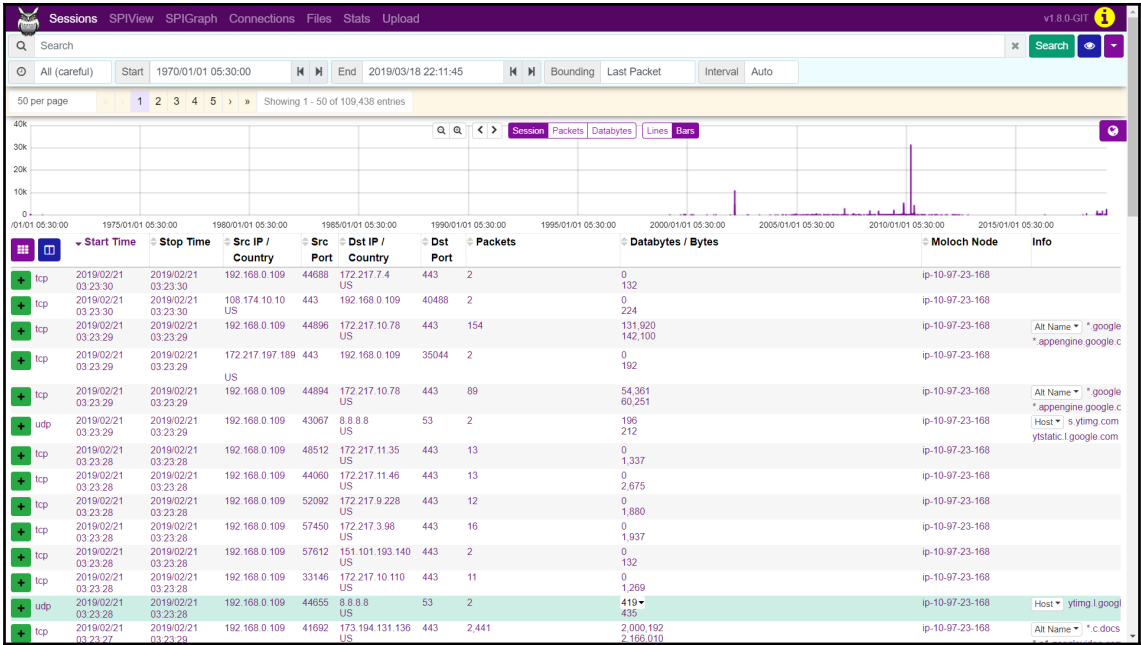 Sessions SPIView SPIGraph Connections Files Stats Upload v1.8.0-GIT i
Search Search
All (careful) Start 1970/01/01 05:30:00 End 2019/03/18 22:11:45 Bounding Last Packet Interval Auto
50 per page « ‹ 1 2 3 4 5 › » Showing 1 - 50 of 109,438 entries
Session Packets Databytes Lines Bars
40k
30k
20k
10k
0
/01/01 05:30:00 1975/01/01 05:30:00 1980/01/01 05:30:00 1985/01/01 05:30:00 1990/01/01 05:30:00 1995/01/01 05:30:00 2000/01/01 05:30:00 2005/01/01 05:30:00 2010/01/01 05:30:00 2015/01/01 05:30:00
Start Time Stop Time Src IP / Src Dst IP / Dst Packets Databytes / Bytes Moloch Node Info
Country Port Country Port
tcp 2019/02/21 2019/02/21 192.168.0.109 44688 172.217.7.4 443 2 0 ip-10-97-23-168
03:23:30 03:23:30 US 132
tcp 2019/02/21 2019/02/21 108.174.10.10 443 192.168.0.109 40488 2 0 ip-10-97-23-168
03:23:30 03:23:30 US 224
tcp 2019/02/21 2019/02/21 192.168.0.109 44896 172.217.10.78 443 154 131,920 ip-10-97-23-168 Alt Name *.google
03:23:29 03:23:29 US 142,100 *.appengine.google.c
tcp 2019/02/21 2019/02/21 172.217.197.189 443 192.168.0.109 35044 2 0 ip-10-97-23-168
03:23:29 03:23:29 192
US
tcp 2019/02/21 2019/02/21 192.168.0.109 44894 172.217.10.78 443 89 54,361 ip-10-97-23-168 Alt Name *.google
03:23:29 03:23:29 US 60,251 *.appengine.google.c
udp 2019/02/21 2019/02/21 192.168.0.109 43067 8.8.8.8 53 2 196 ip-10-97-23-168 Host s.ytimg.com
03:23:29 03:23:29 US 212 ytstatic.l.google.com
tcp 2019/02/21 2019/02/21 192.168.0.109 48512 172.217.11.35 443 13 0 ip-10-97-23-168
03:23:28 03:23:28 US 1,337
tcp 2019/02/21 2019/02/21 192.168.0.109 44060 172.217.11.46 443 13 0 ip-10-97-23-168
03:23:28 03:23:28 US 2,675
tcp 2019/02/21 2019/02/21 192.168.0.109 52092 172.217.9.228 443 12 0 ip-10-97-23-168
03:23:28 03:23:28 US 1,880
tcp 2019/02/21 2019/02/21 192.168.0.109 57450 172.217.3.98 443 16 0 ip-10-97-23-168
03:23:28 03:23:28 US 1,937
tcp 2019/02/21 2019/02/21 192.168.0.109 57612 151.101.193.140 443 2 0 ip-10-97-23-168
03:23:28 03:23:28 US 132
tcp 2019/02/21 2019/02/21 192.168.0.109 33146 172.217.10.110 443 11 0 ip-10-97-23-168
03:23:28 03:23:28 US 1,269
udp 2019/02/21 2019/02/21 192.168.0.109 44655 8.8.8.8 53 2 419 ip-10-97-23-168 Host ytimg.l.googl
03:23:28 03:23:28 US 435
tcp 2019/02/21 2019/02/21 192.168.0.109 41692 173.194.131.136 443 2,441 2,000,192 ip-10-97-23-168 Alt Name *.c.docs
03:23:27 03:23:29 US 2,166,010